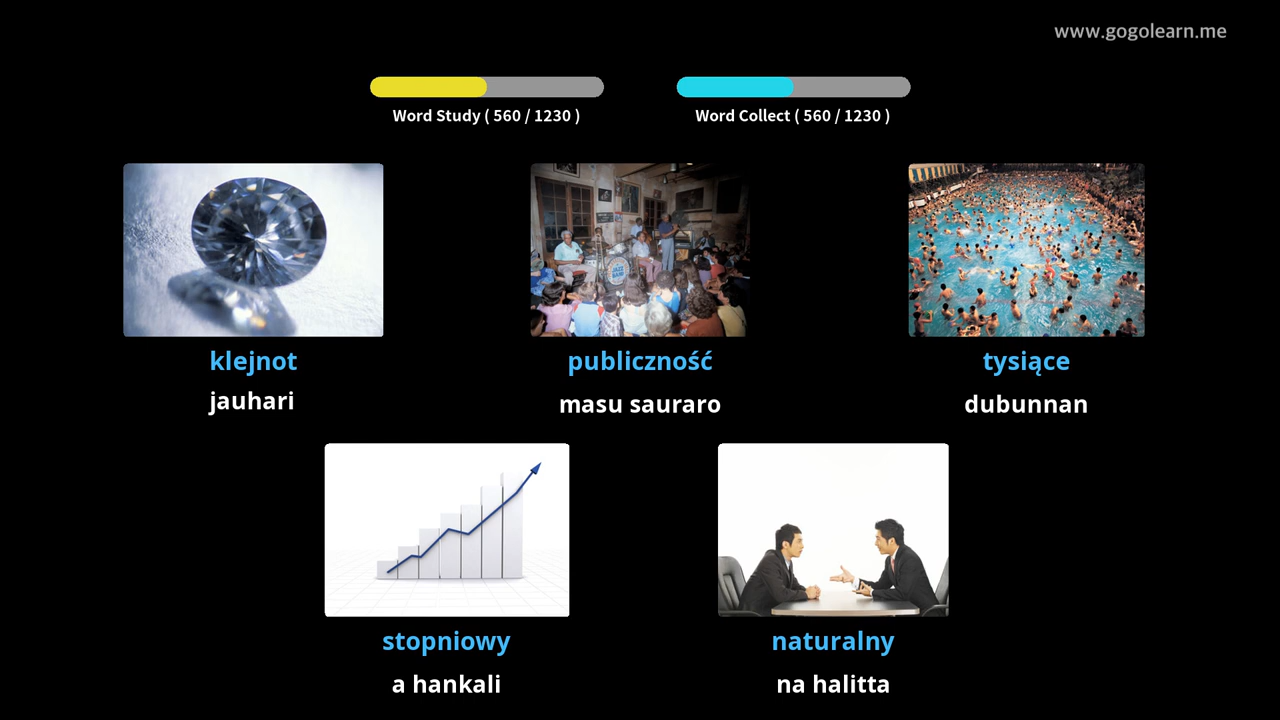 www.gogolearn.me
Word Study ( 560 / 1230 )
Word Collect ( 560 / 1230 )
klejnot
jauhari
publiczność
masu sauraro
tysiące
dubunnan
stopniowy
a hankali
naturalny
na halitta